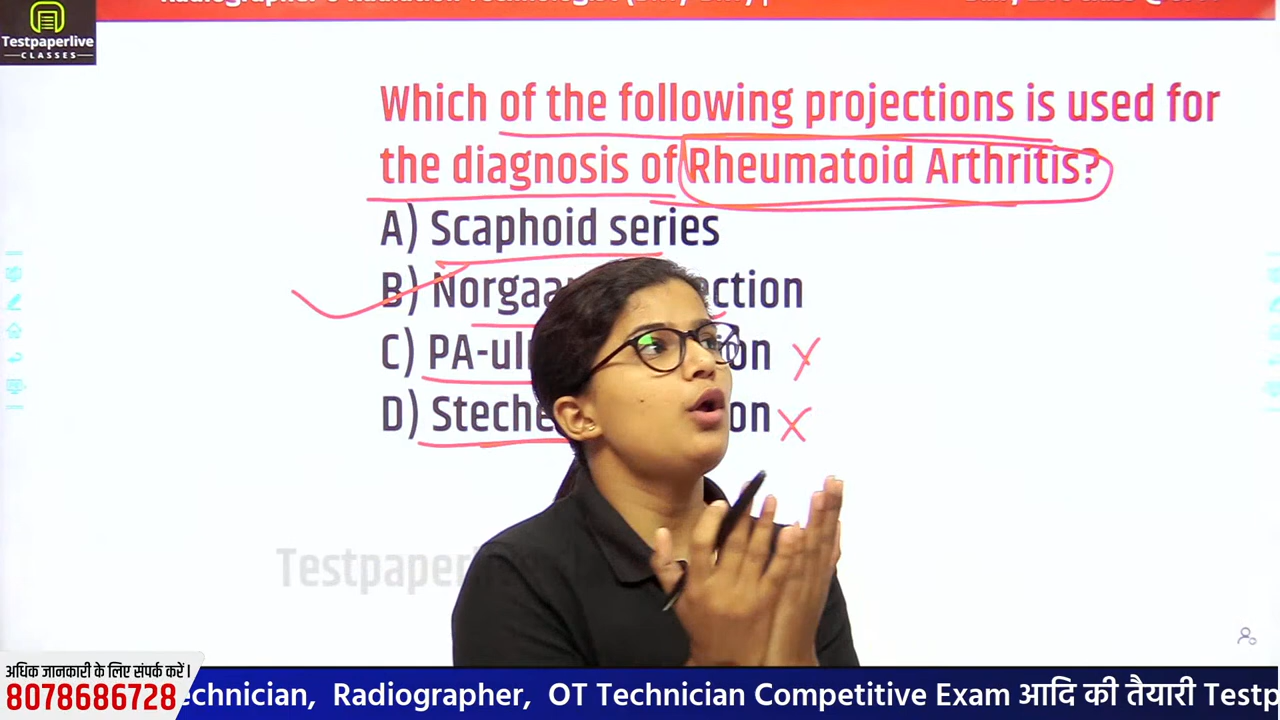 Testpaperlive
CLASSES
Which of the following projections is used for
the diagnosis of Rheumatoid Arthritis?
A) Scaphoid series
B) Norgaa ection
C) PA-ul on
D) Steche on
Testpaperl
अधिक जानकारी के लिए संपर्क करें।
8078686728
echnician, Radiographer, OT Technician Competitive Exam आदि की तैयारी Testp